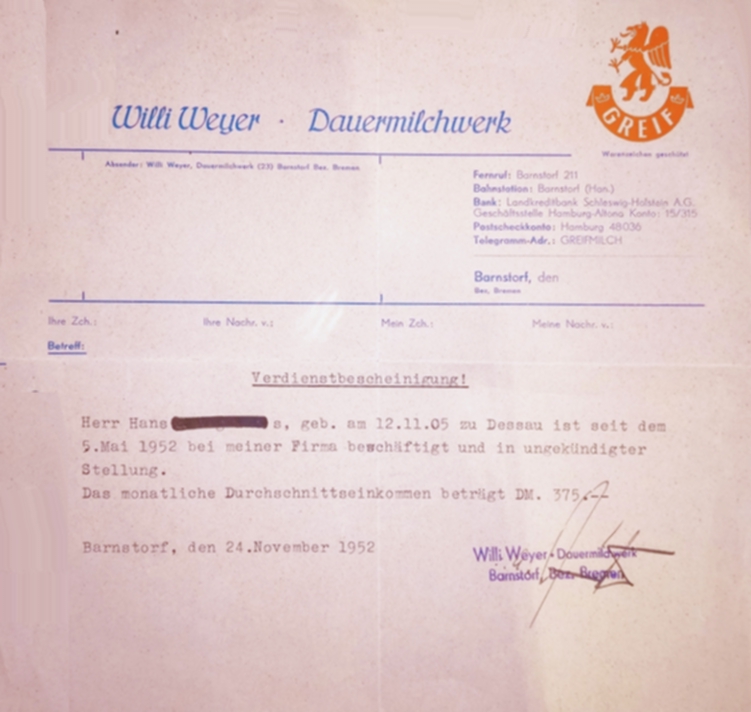 GREIF
Willi Weyer · Dauermilchwerk
Warenzeichen geschützt
Absender: Willi Weyer, Dauermilchwerk (23) Barnstorf Bez. Bremen
Fernruf: Barnstorf 211
Bahnstation: Barnstorf (Han.)
Bank: Landkreditbank Schleswig-Holstein A.G.
Geschäftsstelle Hamburg-Altona Konto: 15/315
Postscheckkonto: Hamburg 48036
Telegramm-Adr.: GREIFMILCH
Barnstorf, den
Bez. Bremen
Ihre Zch.: Ihre Nachr. v.: Mein Zch.: Meine Nachr. v.:
Betreff:
Verdienstbescheinigung!
Herr Hans s, geb. am 12.11.05 zu Dessau ist seit dem
5.Mai 1952 bei meiner Firma beschäftigt und in ungekündigter
Stellung.
Das monatliche Durchschnittseinkommen beträgt DM. 375.--
Barnstorf, den 24.November 1952
Willi Weyer · Dauermilchwerk
Barnstorf, Bez. Bremen